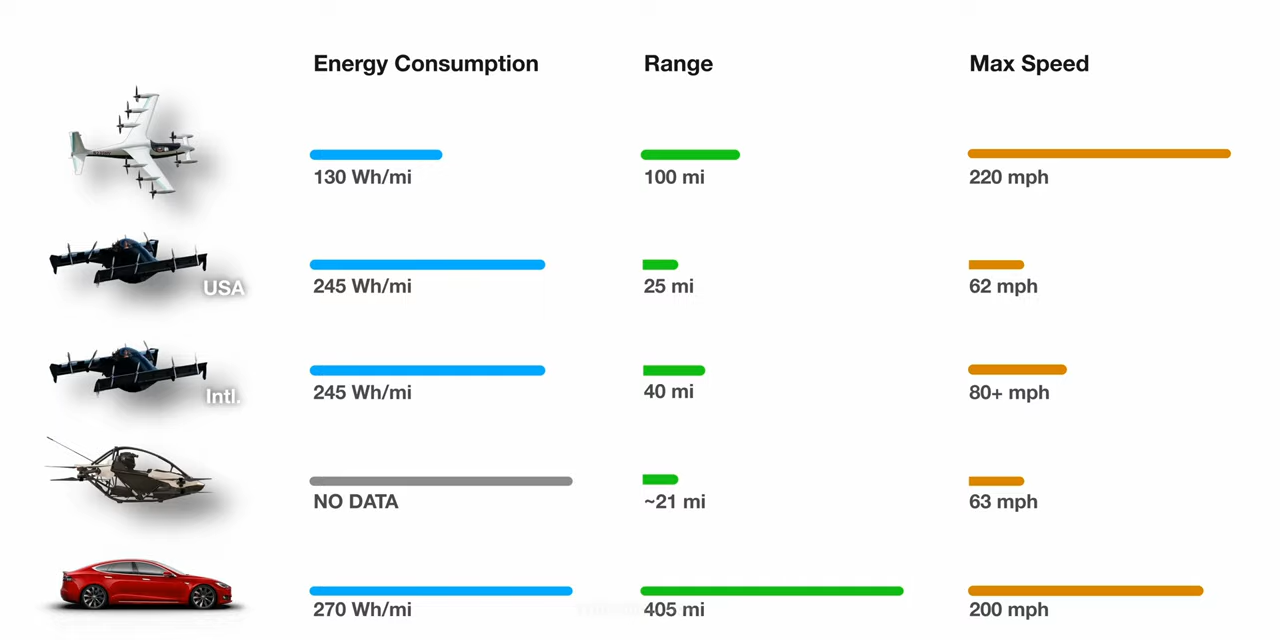 Energy Consumption Range Max Speed
130 Wh/mi 100 mi 220 mph
USA
245 Wh/mi 25 mi 62 mph
Intl.
245 Wh/mi 40 mi 80+ mph
NO DATA ~21 mi 63 mph
270 Wh/mi 405 mi 200 mph